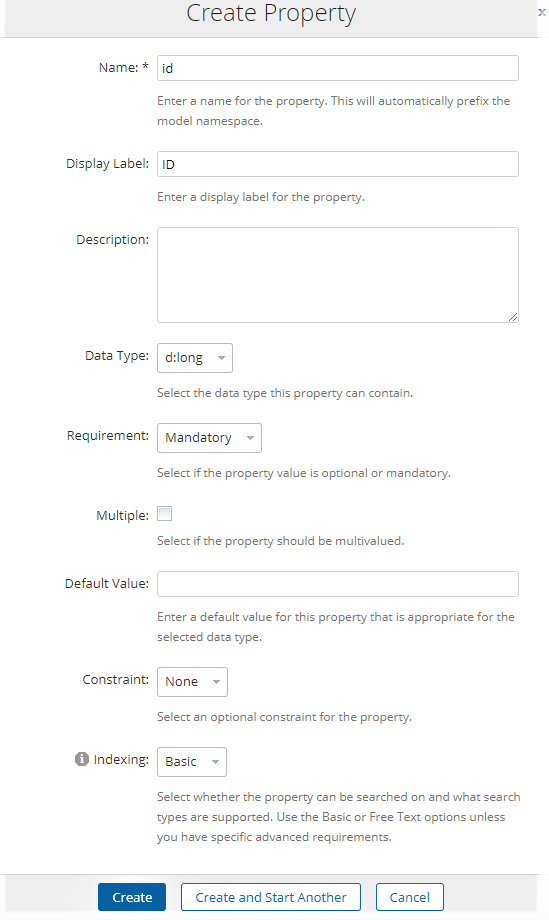 Create Property
x
Name: * id
Enter a name for the property. This will automatically prefix the
model namespace.
Display Label: ID
Enter a display label for the property.
Description:
Data Type: d:long
Select the data type this property can contain.
Requirement: Mandatory
Select if the property value is optional or mandatory.
Multiple:
Select if the property should be multivalued.
Default Value:
Enter a default value for this property that is appropriate for the
selected data type.
Constraint: None
Select an optional constraint for the property.
i Indexing: Basic
Select whether the property can be searched on and what search
types are supported. Use the Basic or Free Text options unless
you have specific advanced requirements.
Create Create and Start Another Cancel